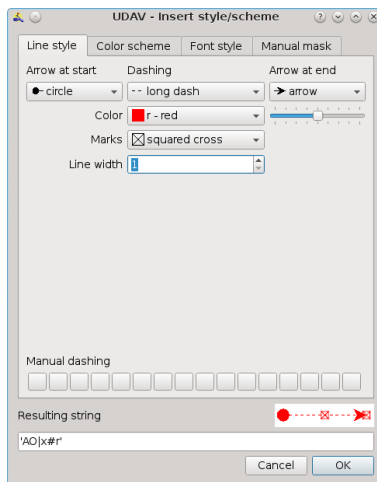 UDAV - Insert style/scheme
Line style Color scheme Font style Manual mask
Arrow at start Dashing Arrow at end
circle -- long dash arrow
Color r - red
Marks squared cross
Line width 1
Manual dashing
Resulting string
'AO|x#r'
Cancel OK